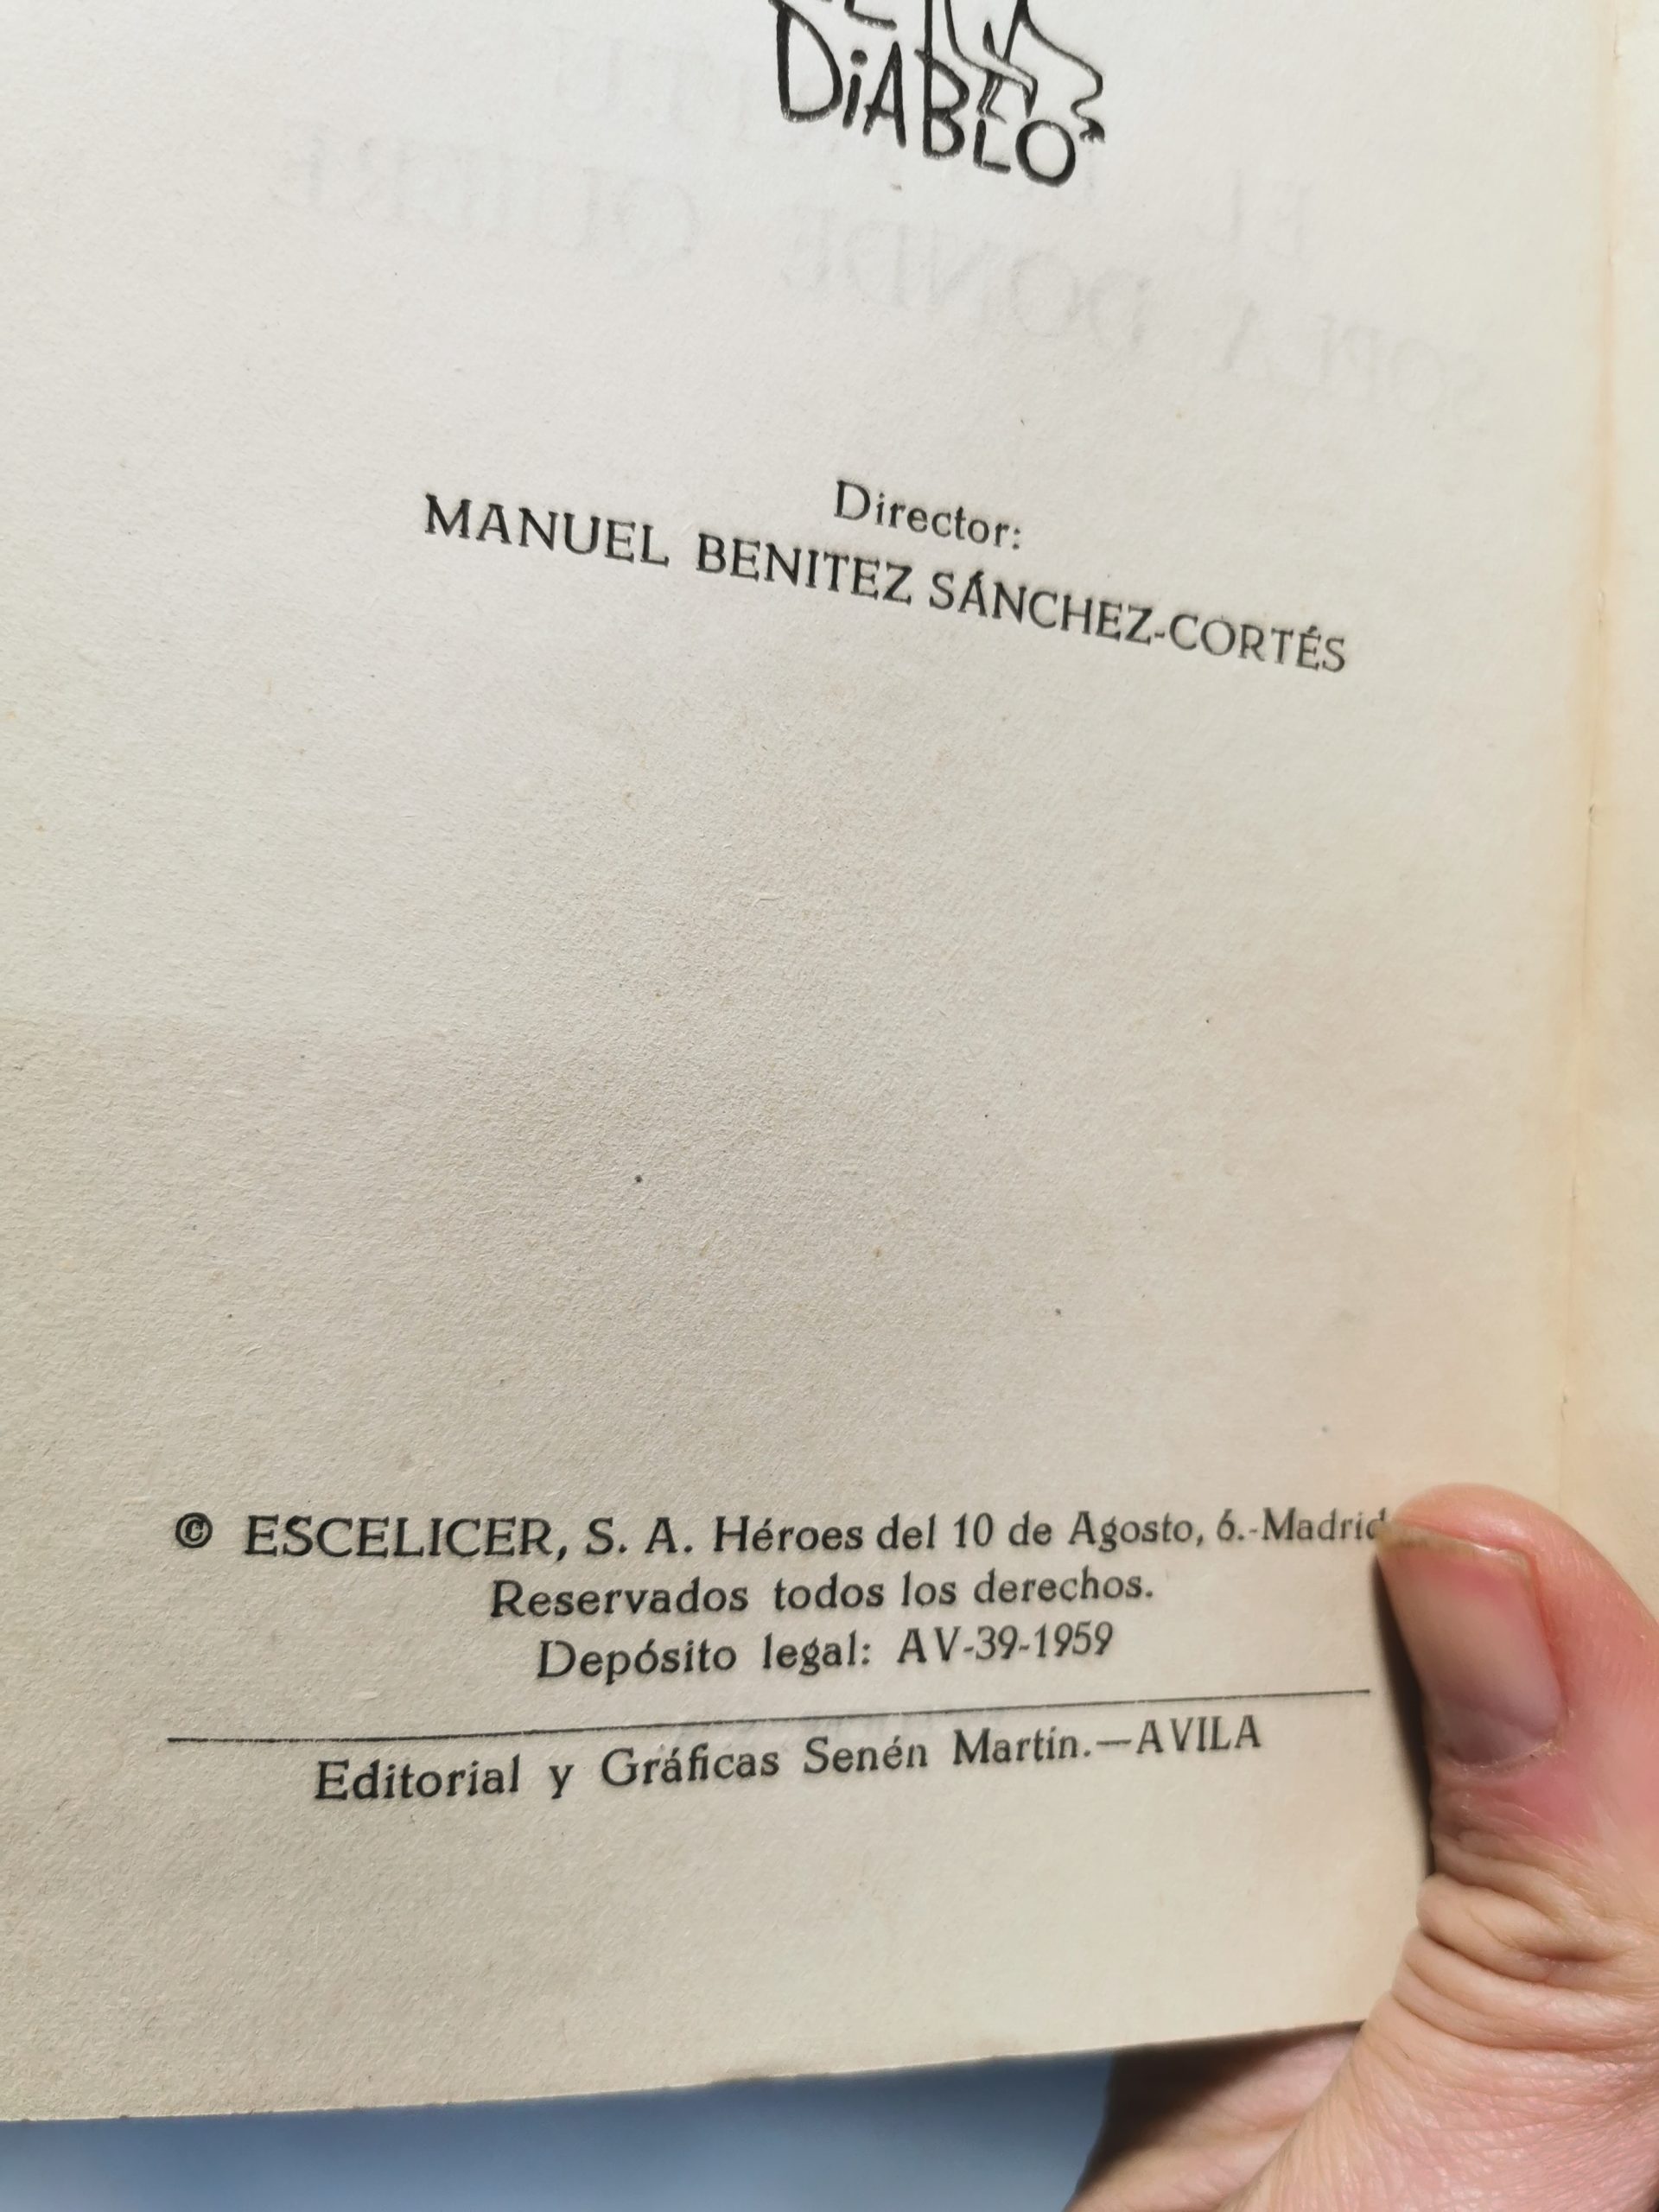 DiABLO
Director:
MANUEL BENITEZ SÁNCHEZ-CORTÉS
© ESCELICER, S. A. Héroes del 10 de Agosto, 6.-Madrid
Reservados todos los derechos.
Depósito legal: AV-39-1959
Editorial y Gráficas Senén Martín.—AVILA